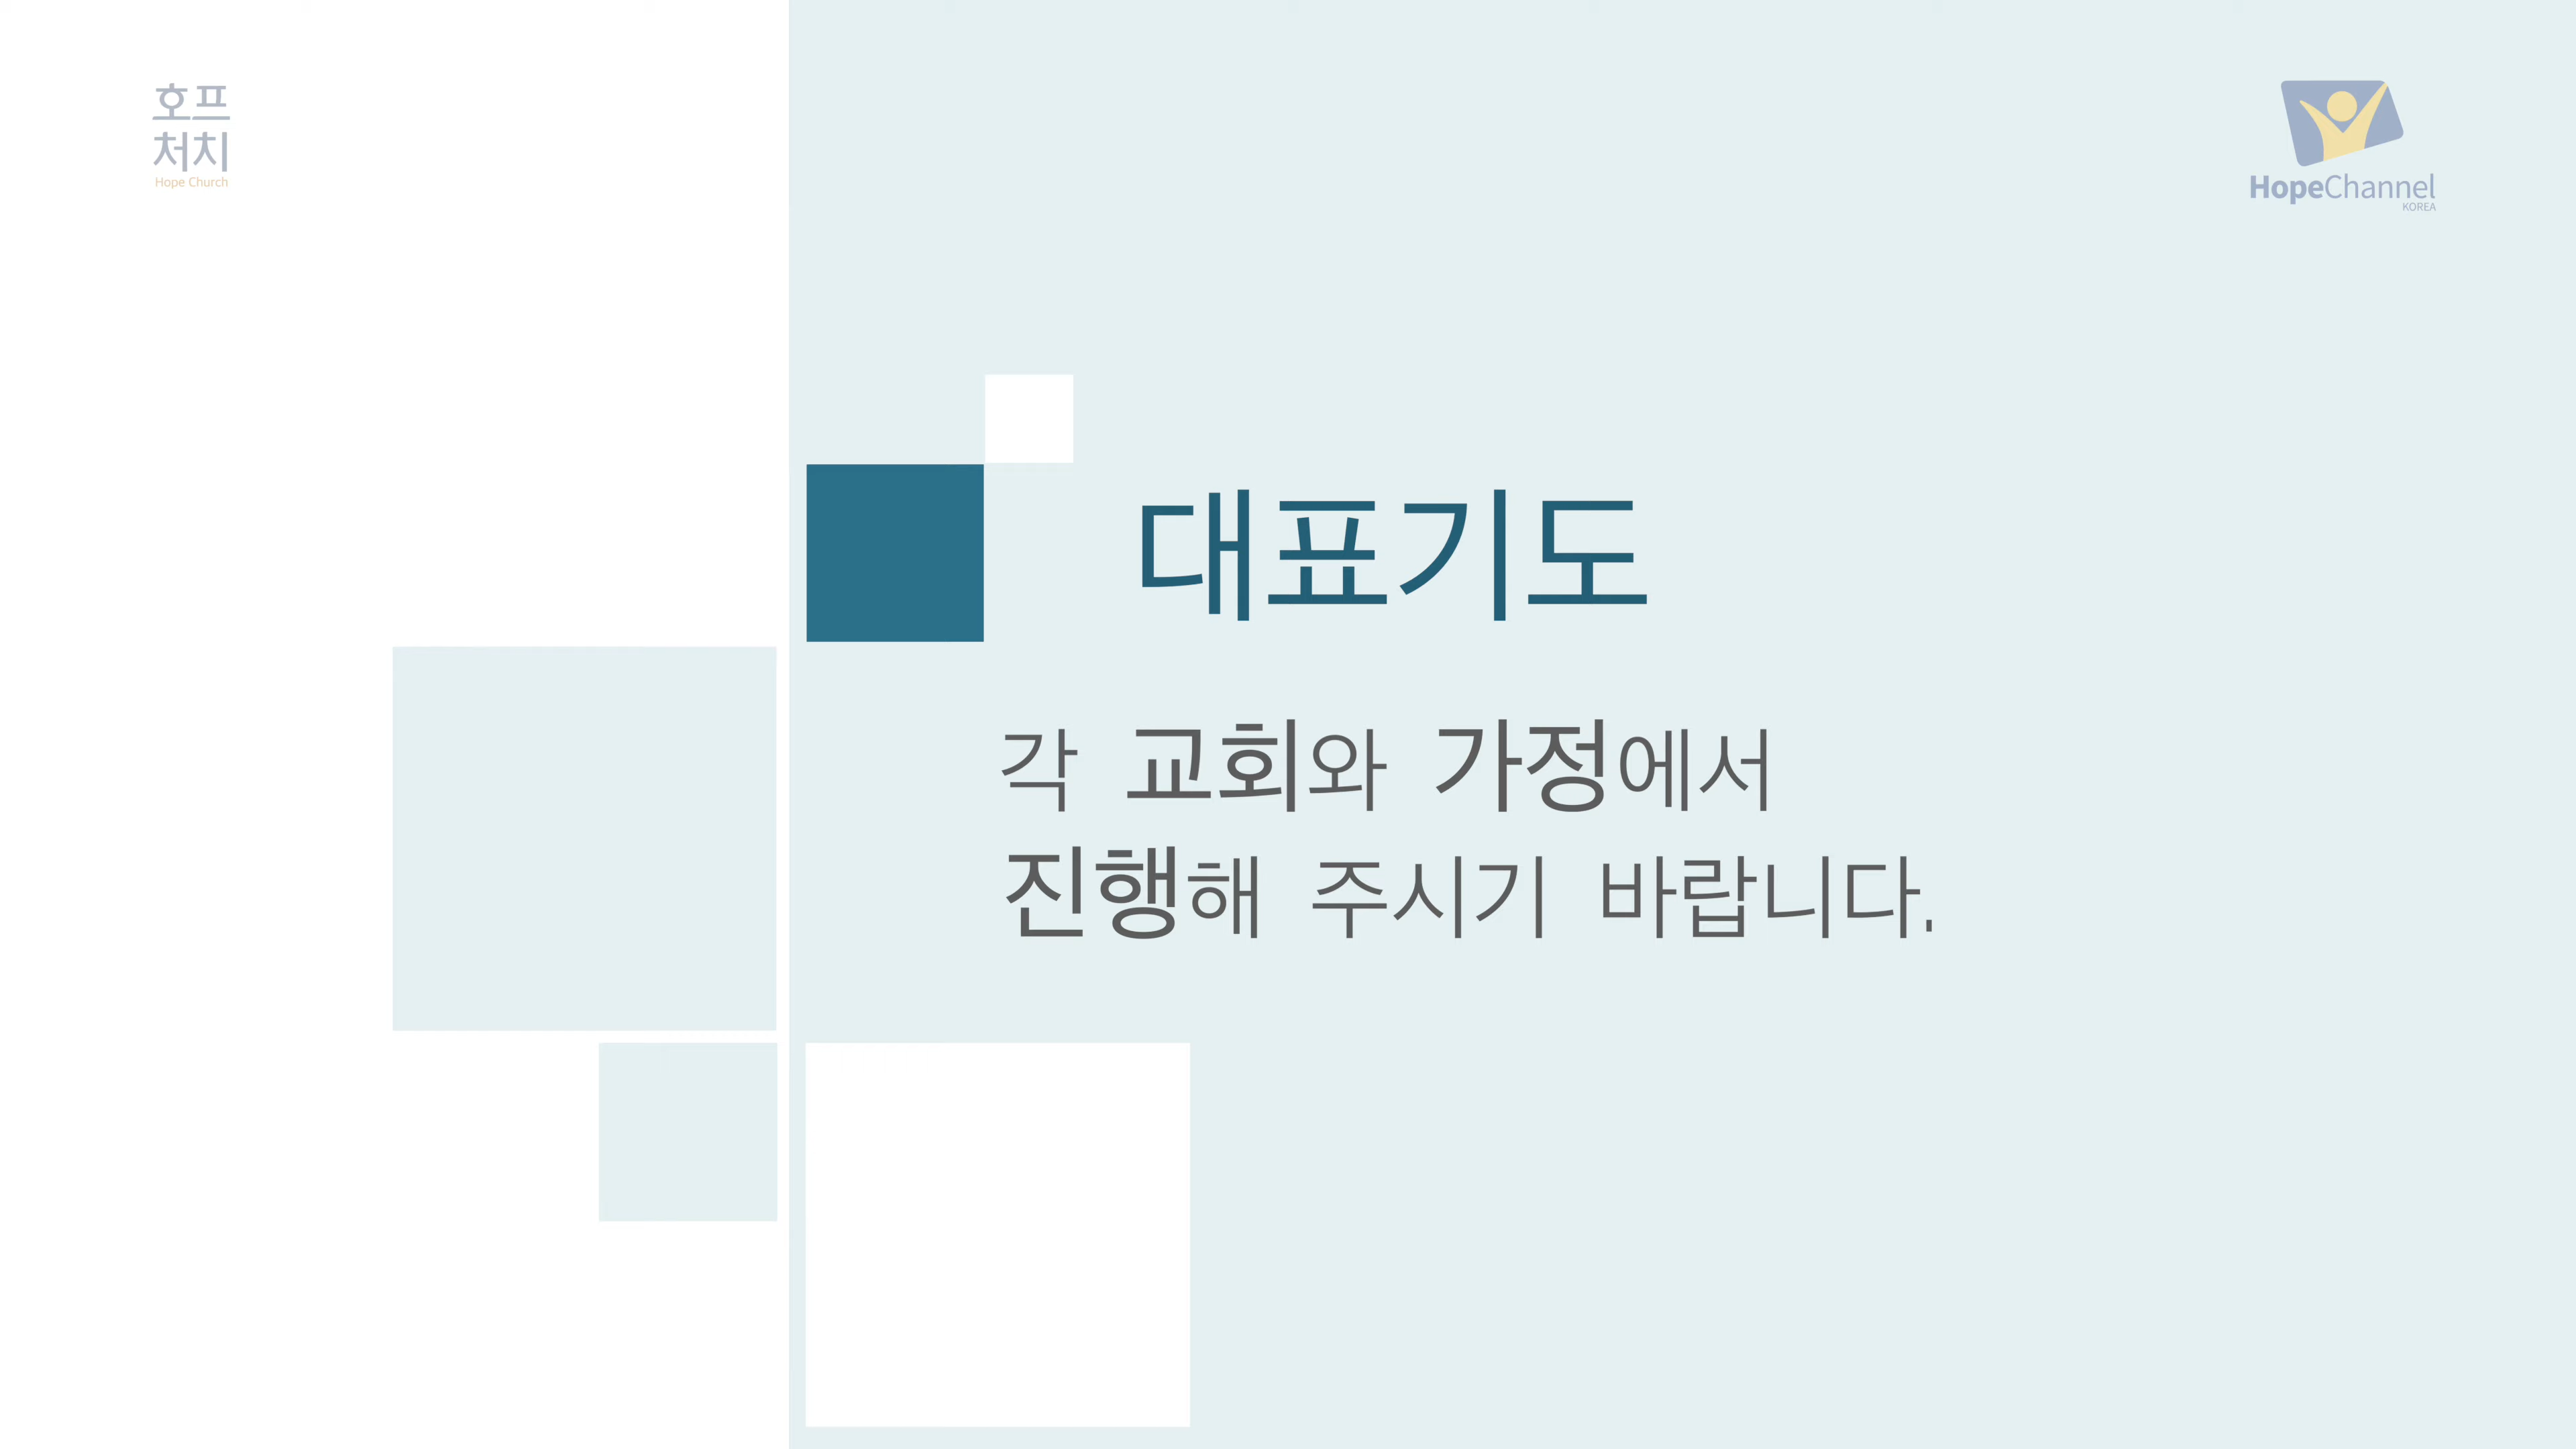 호프
처치
Hope Church
HopeChannel
KOREA
대표기도
각 교회와 가정에서
진행해 주시기 바랍니다.